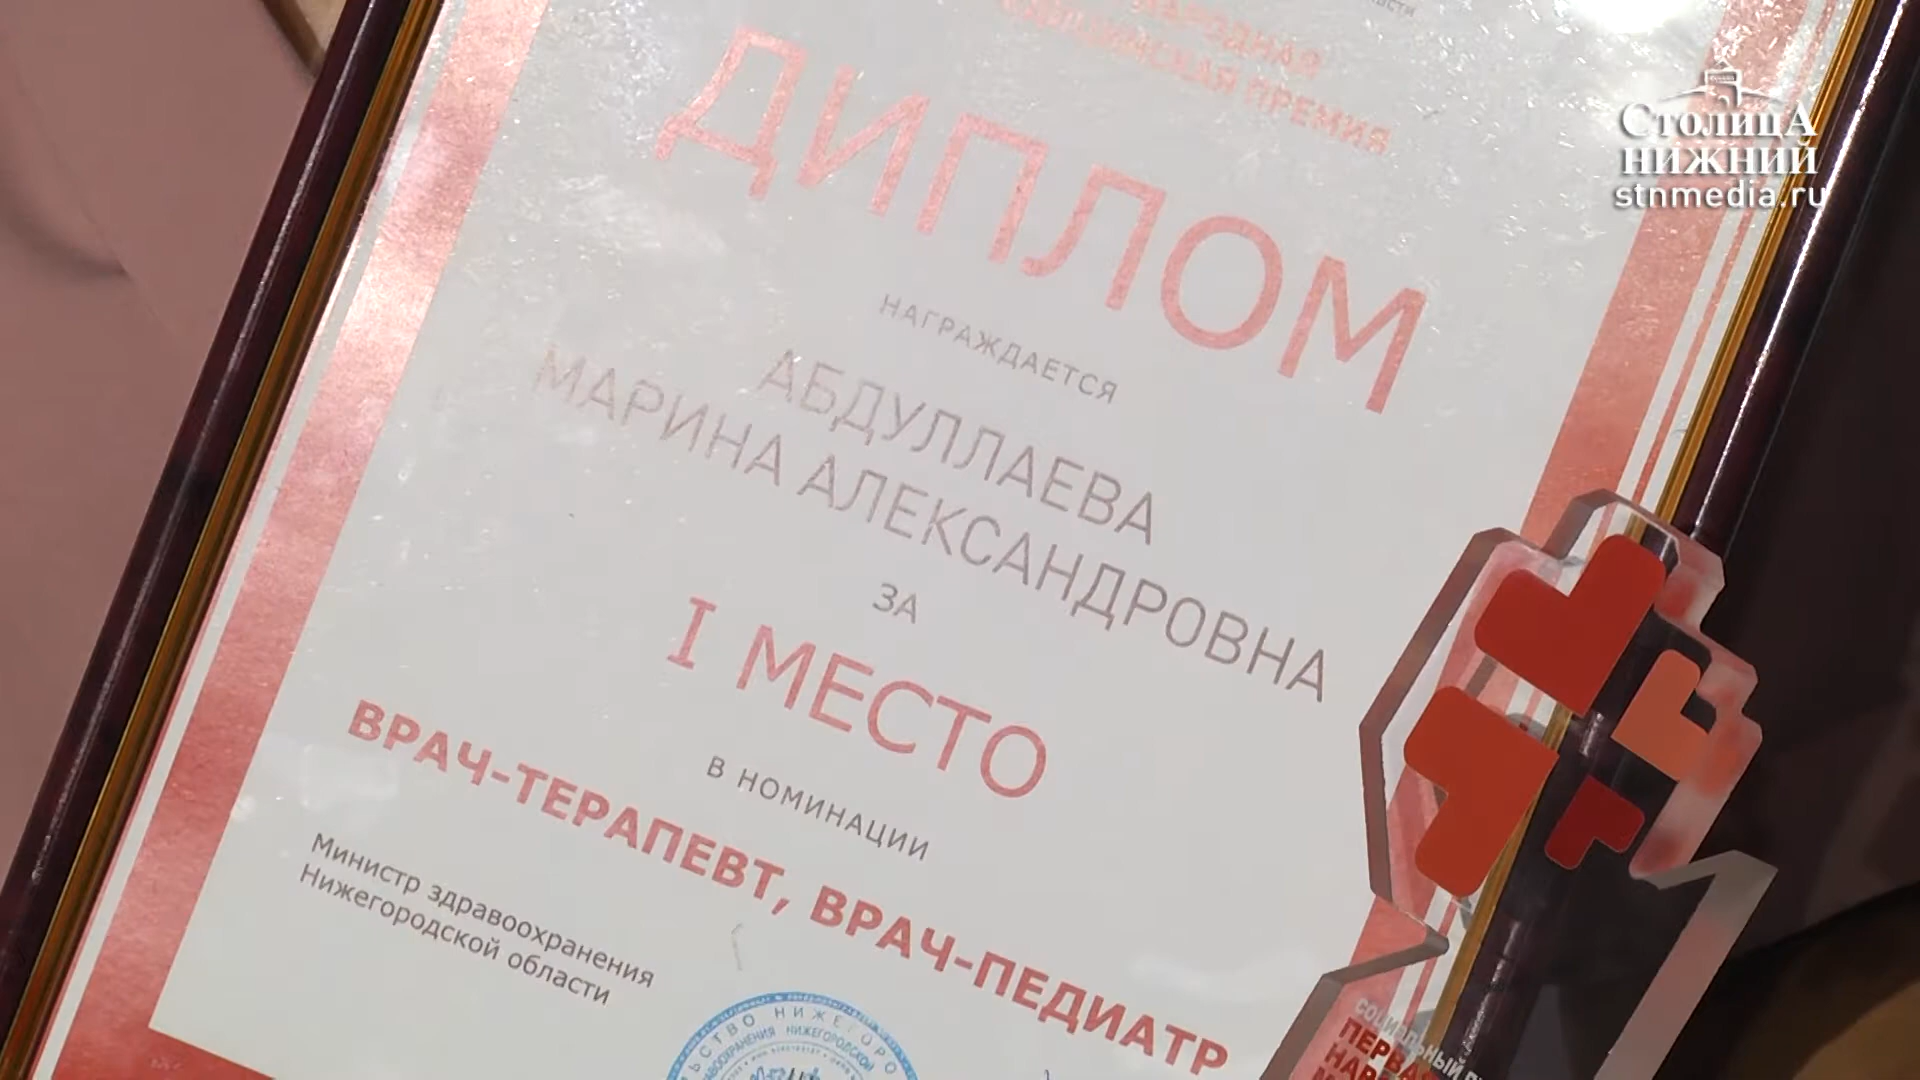 НАРОДНАЯ
ПРЕМИЯ
ДИПЛОМ
НАГРАЖДАЕТСЯ
АБДУЛЛАЕВА
МАРИНА АЛЕКСАНДРОВНА
ЗА
I МЕСТО
В НОМИНАЦИИ
ВРАЧ-ТЕРАПЕВТ, ВРАЧ-ПЕДИАТР
Министр здравоохранения
Нижегородской области
СТОЛИЦА
НИЖНИЙ
stnmedia.ru
СОЦИАЛЬНЫЙ